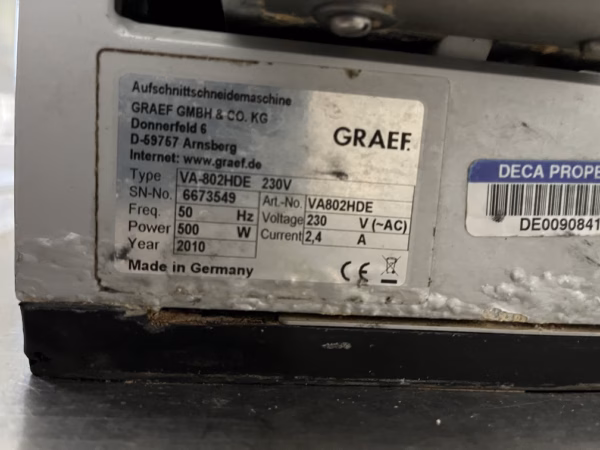 Aufschnittschneidemaschine
GRAEF GMBH & CO. KG
Donnerfeld 6
D-59757 Arnsberg
Internet: www.graef.de
GRAEF
Type VA-802HDE 230V
SN-No. 6673549 Art.-No. VA802HDE
Freq. 50 Hz Voltage 230 V (~AC)
Power 500 W Current 2,4 A
Year 2010
Made in Germany CE
DECA PROPE
DE0090841